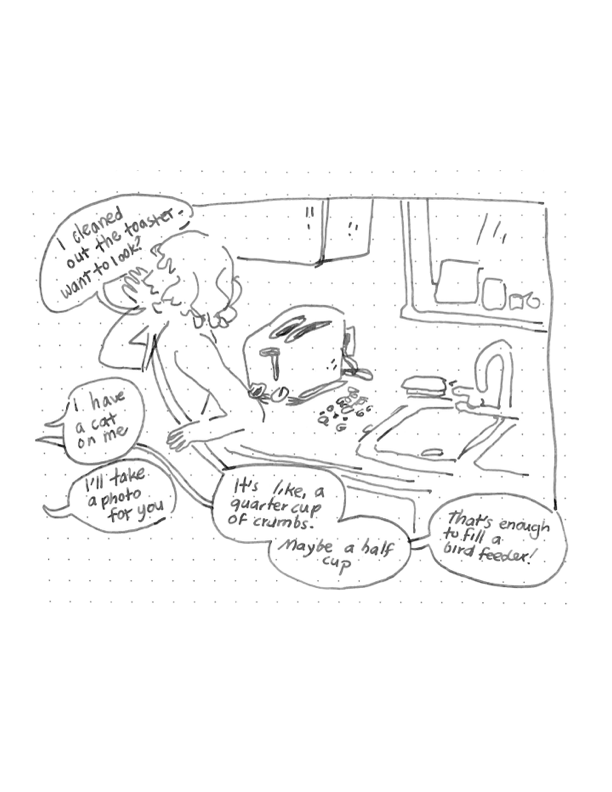 I cleaned
out the toaster-
want to look?
I have
a cat
on me
I'll take
a photo
for you
It's like, a
quarter cup
of crumbs.
Maybe a half
cup
That's enough
to fill a
bird feeder!